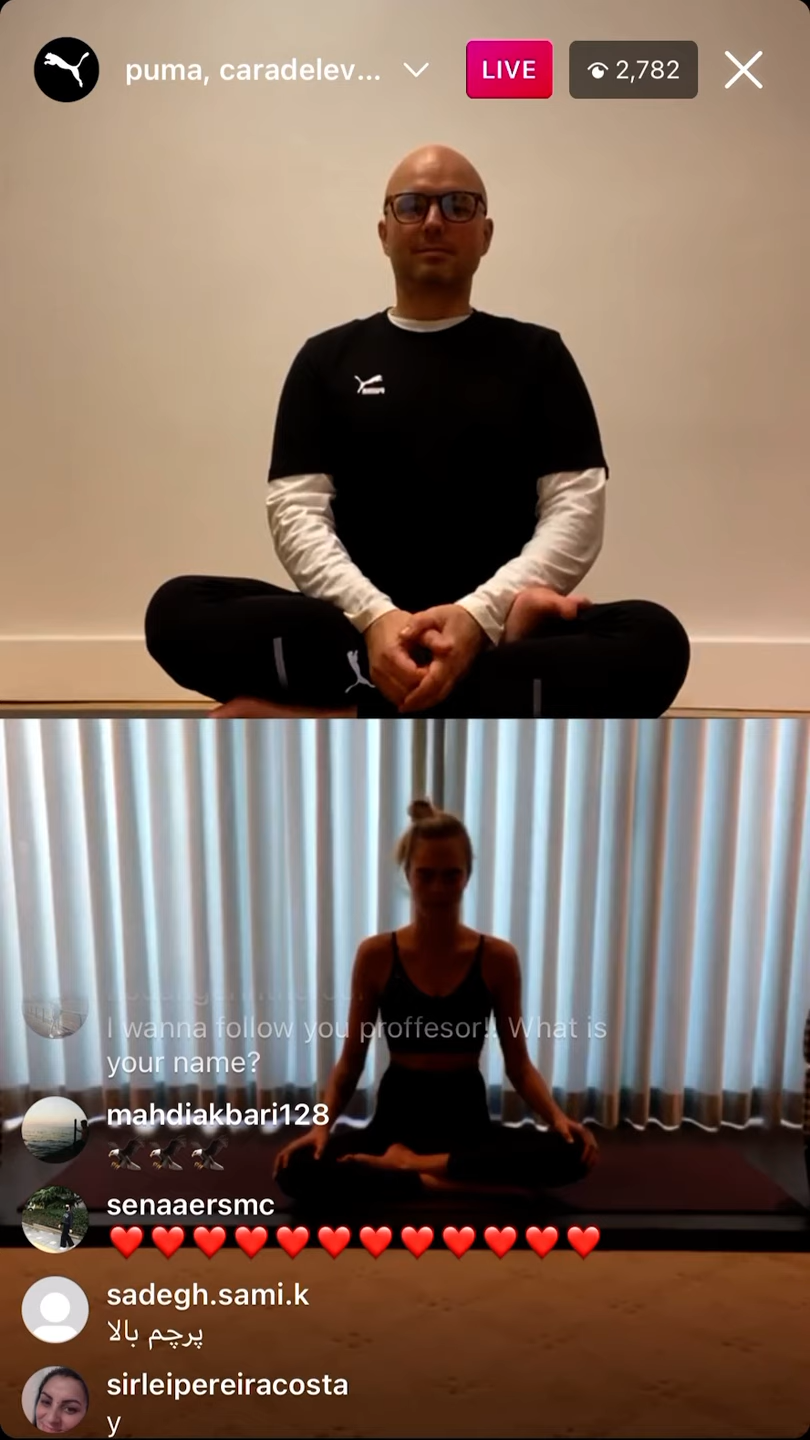 puma, caradelev...
LIVE
2,782
I wanna follow you proffesor!! What is
your name?
mahdiakbari128
senaaersmc
sadegh.sami.k
پرچم بالا
sirleipereiracosta
y